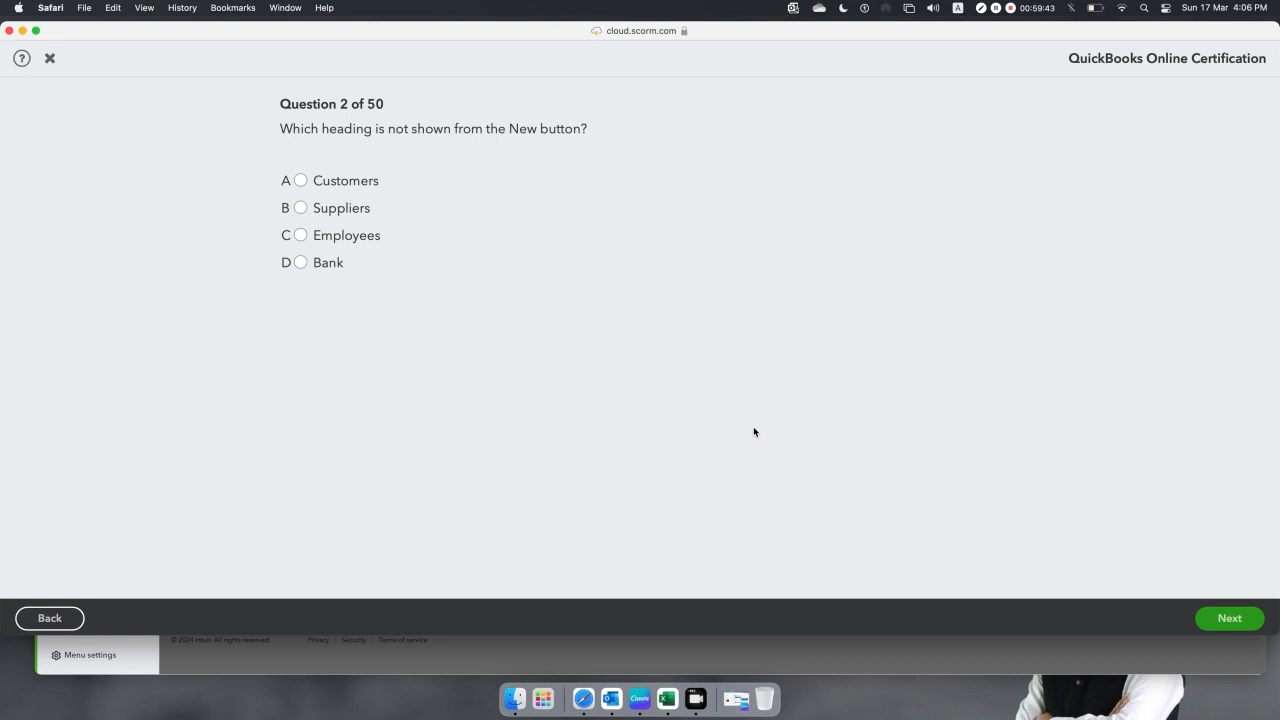 Safari File Edit View History Bookmarks Window Help A 00:59:43 Sun 17 Mar 4:06 PM
cloud.scorm.com
? QuickBooks Online Certification
Question 2 of 50
Which heading is not shown from the New button?
A Customers
B Suppliers
C Employees
D Bank
Back Next
© 2024 Intuit. All rights reserved. Privacy | Security | Terms of service
Menu settings
Canva